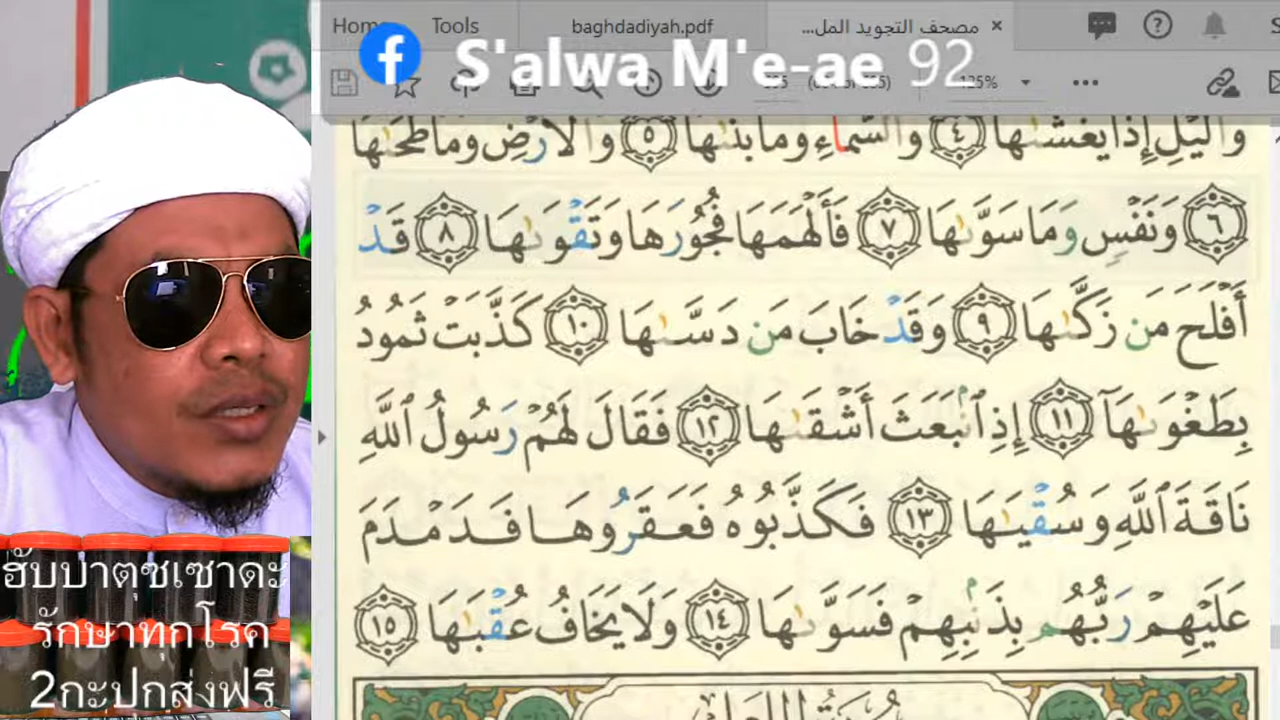 Home
Tools
baghdadiyah.pdf
مصحف التجويد المل...
S'alwa M'e-ae 92
125%
وَٱلَّيۡلِ إِذَا يَغۡشَىٰهَا ٤ وَٱلسَّمَآءِ وَمَا بَنَىٰهَا ٥ وَٱلۡأَرۡضِ وَمَا طَحَىٰهَا
٦ وَنَفۡسٖ وَمَا سَوَّىٰهَا ٧ فَأَلۡهَمَهَا فُجُورَهَا وَتَقۡوَىٰهَا ٨ قَدۡ
أَفۡلَحَ مَن زَكَّىٰهَا ٩ وَقَدۡ خَابَ مَن دَسَّىٰهَا ١٠ كَذَّبَتۡ ثَمُودُ
بِطَغۡوَىٰهَآ ١١ إِذِ ٱنۢبَعَثَ أَشۡقَىٰهَا ١٢ فَقَالَ لَهُمۡ رَسُولُ ٱللَّهِ
نَاقَةَ ٱللَّهِ وَسُقۡيَٰهَا ١٣ فَكَذَّبُوهُ فَعَقَرُوهَا فَدَمۡدَمَ
عَلَيۡهِمۡ رَبُّهُم بِذَنۢبِهِمۡ فَسَوَّىٰهَا ١٤ وَلَا يَخَافُ عُقۡبَٰهَا ١٥
ฮับบาตุซเซาดะ
รักษาทุกโรค
2กะปุกส่งฟรี